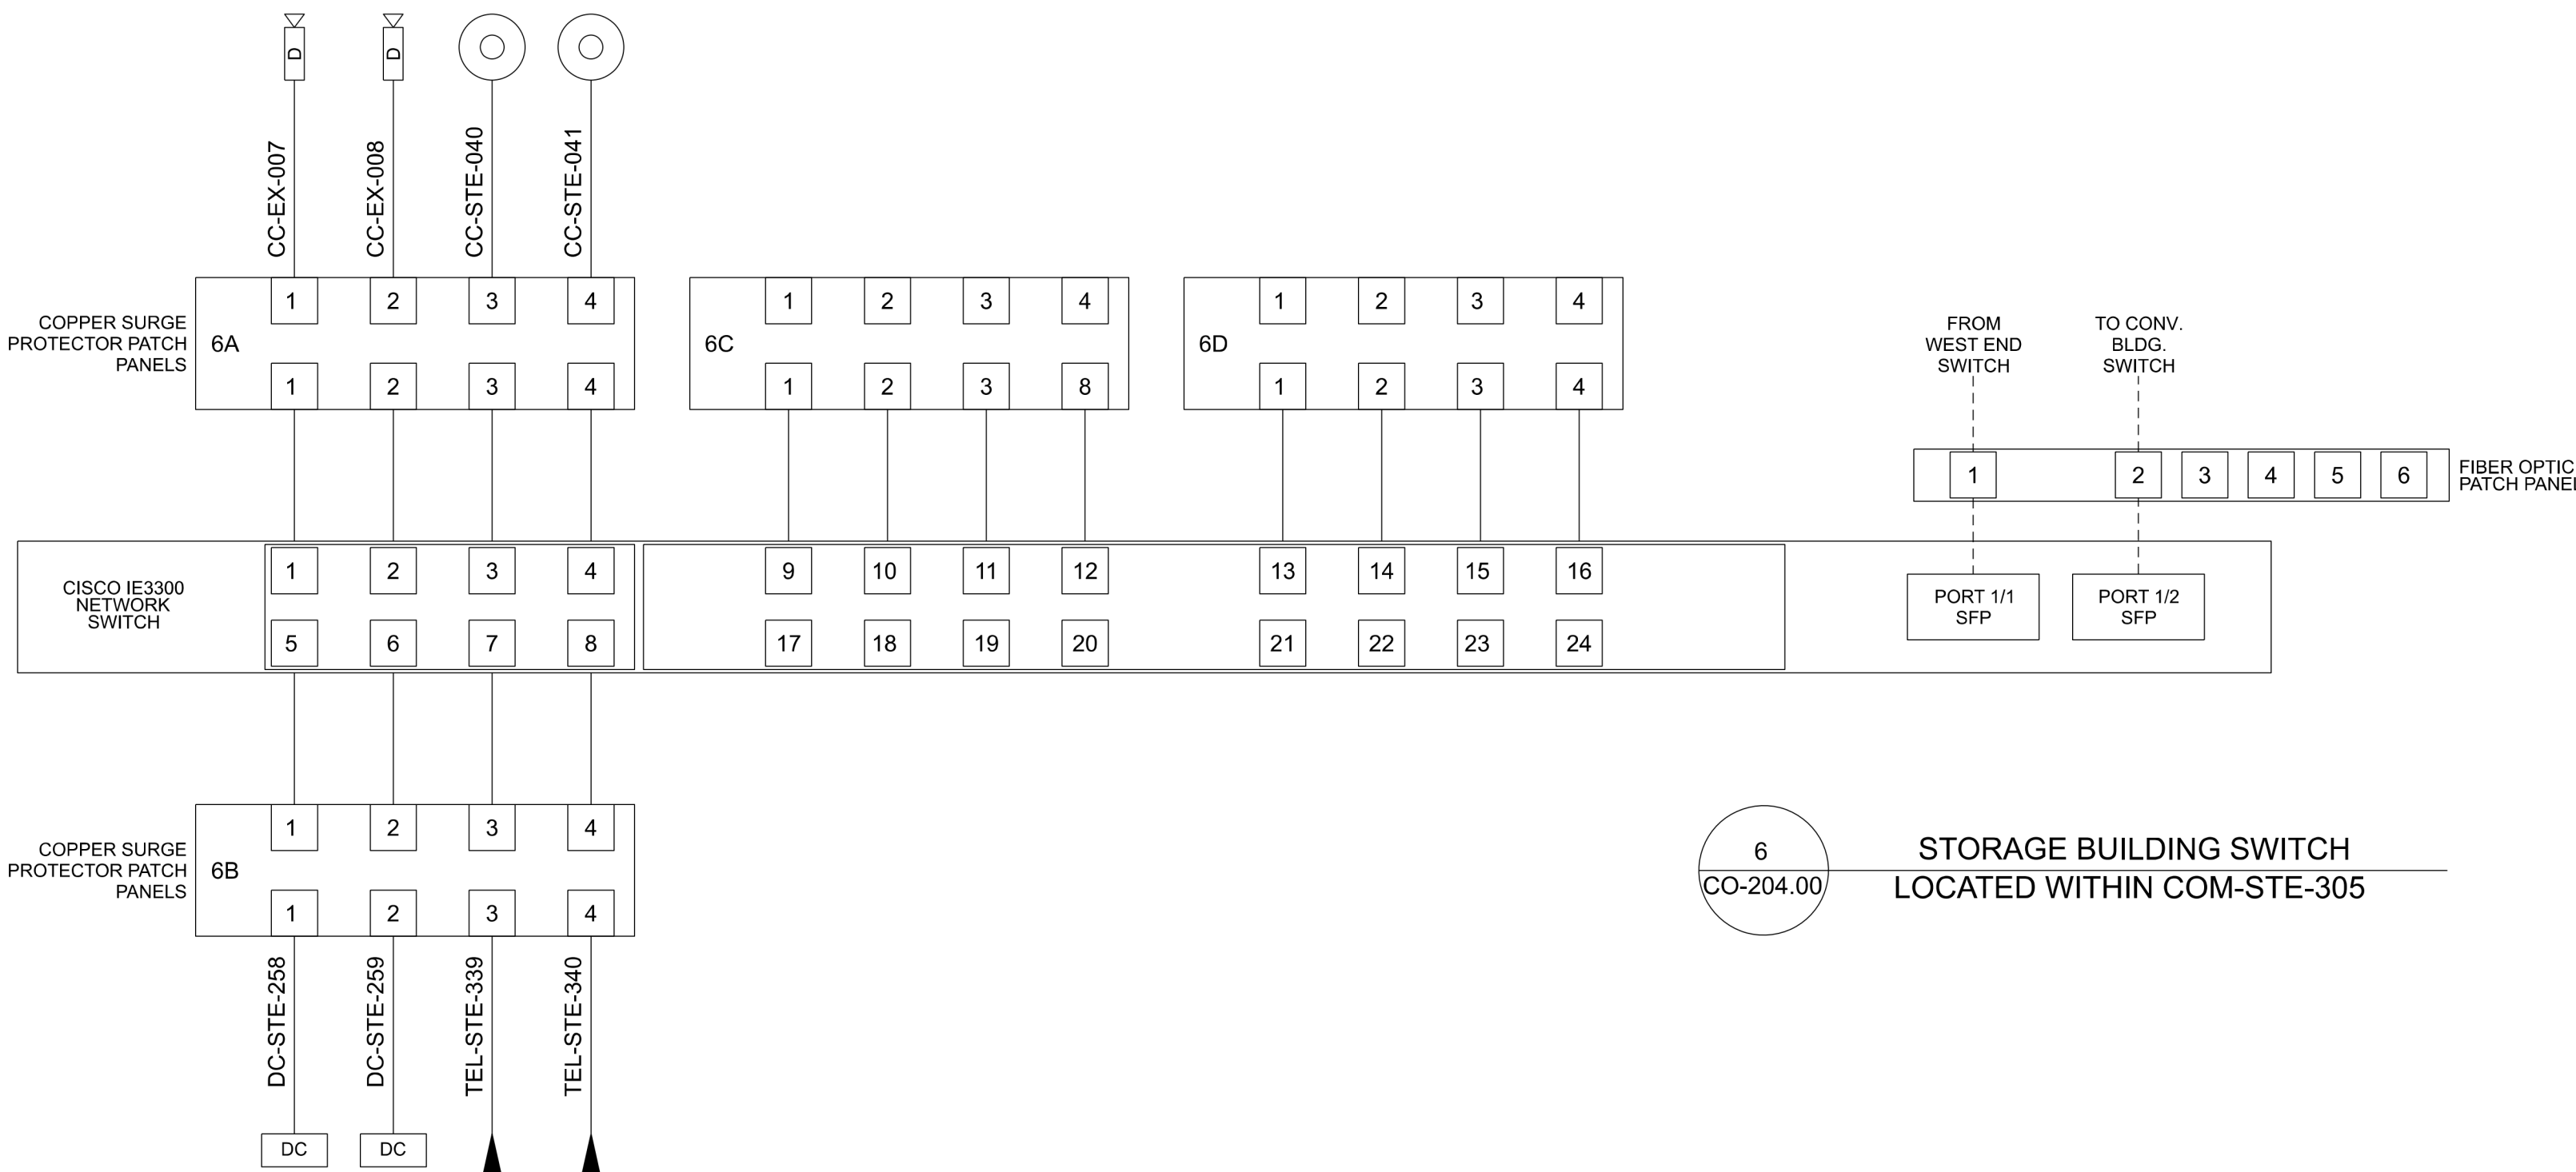 D
D
CC-EX-007
CC-EX-008
CC-STE-040
CC-STE-041
COPPER SURGE
PROTECTOR PATCH
PANELS
6A
1 2 3 4
1 2 3 4
6C
1 2 3 4
1 2 3 8
6D
1 2 3 4
1 2 3 4
FROM
WEST END
SWITCH
TO CONV.
BLDG.
SWITCH
1 2 3 4 5 6
FIBER OPTIC
PATCH PANEL
CISCO IE3300
NETWORK
SWITCH
1 2 3 4 9 10 11 12 13 14 15 16
5 6 7 8 17 18 19 20 21 22 23 24
PORT 1/1
SFP
PORT 1/2
SFP
COPPER SURGE
PROTECTOR PATCH
PANELS
6B
1 2 3 4
1 2 3 4
DC-STE-258
DC-STE-259
TEL-STE-339
TEL-STE-340
DC
DC
6
CO-204.00
STORAGE BUILDING SWITCH
LOCATED WITHIN COM-STE-305